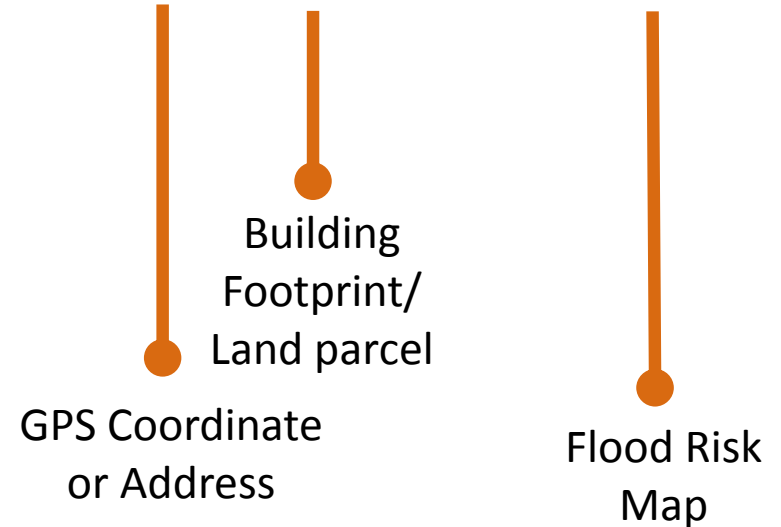 Building
Footprint/
Land parcel
GPS Coordinate
or Address
Flood Risk
Map